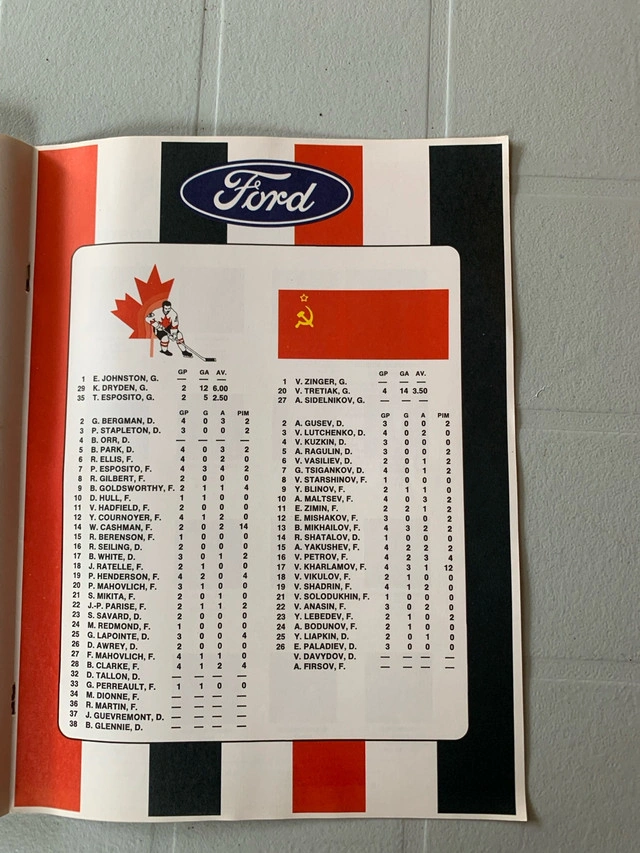 Ford
GP GA AV.
1 E. JOHNSTON, G. — — —
29 K. DRYDEN, G. 2 12 6.00
35 T. ESPOSITO, G. 2 5 2.50
GP G A PIM
2 G. BERGMAN, D. 4 0 3 2
3 P. STAPLETON, D. 3 0 0 2
4 B. ORR, D. — — — —
5 B. PARK, D. 4 0 3 2
6 R. ELLIS, F. 4 0 2 0
7 P. ESPOSITO, F. 4 3 4 2
8 R. GILBERT, F. 2 0 0 0
9 B. GOLDSWORTHY, F. 2 1 1 4
10 D. HULL, F. 1 1 0 0
11 V. HADFIELD, F. 2 0 0 0
12 Y. COURNOYER, F. 4 1 2 0
14 W. CASHMAN, F. 2 0 2 14
15 R. BERENSON, F. 1 0 0 0
16 R. SEILING, D. 2 0 0 0
17 B. WHITE, D. 3 0 1 2
18 J. RATELLE, F. 2 1 0 0
19 P. HENDERSON, F. 4 2 0 4
20 P. MAHOVLICH, F. 3 1 0 0
21 S. MIKITA, F. 2 0 1 0
22 J.-P. PARISE, F. 2 1 1 2
23 S. SAVARD, D. 2 0 0 0
24 M. REDMOND, F. 1 0 0 0
25 G. LAPOINTE, D. 3 0 0 4
26 D. AWREY, D. 2 0 0 0
27 F. MAHOVLICH, F. 4 1 1 0
28 B. CLARKE, F. 4 1 2 4
32 D. TALLON, D. — — — —
33 G. PERREAULT, F. 1 1 0 0
34 M. DIONNE, F. — — — —
36 R. MARTIN, F. — — — —
37 J. GUEVREMONT, D. — — — —
38 B. GLENNIE, D. — — — —
GP GA AV.
1 V. ZINGER, G. — — —
20 V. TRETIAK, G. 4 14 3.50
27 A. SIDELNIKOV, G. — — —
GP G A PIM
2 A. GUSEV, D. 3 0 0 2
3 V. LUTCHENKO, D. 4 0 2 0
4 V. KUZKIN, D. 3 0 0 0
5 A. RAGULIN, D. 3 0 0 2
6 V. VASILIEV, D. 2 0 1 2
7 G. TSIGANKOV, D. 4 0 1 2
8 V. STARSHINOV, F. 1 0 0 0
9 Y. BLINOV, F. 2 1 1 0
10 A. MALTSEV, F. 4 0 3 2
11 E. ZIMIN, F. 2 2 1 2
12 E. MISHAKOV, F. 3 0 0 2
13 B. MIKHAILOV, F. 4 3 2 2
14 R. SHATALOV, D. 1 0 0 0
15 A. YAKUSHEV, F. 4 2 2 2
16 V. PETROV, F. 4 2 3 4
17 V. KHARLAMOV, F. 4 3 1 12
18 V. VIKULOV, F. 2 1 0 0
19 V. SHADRIN, F. 4 1 2 0
21 V. SOLODUKHIN, F. 1 0 0 0
22 V. ANASIN, F. 3 0 2 0
23 Y. LEBEDEV, F. 2 1 0 2
24 A. BODUNOV, F. 2 1 0 0
25 Y. LIAPKIN, D. 2 0 1 0
26 E. PALADIEV, D. 3 0 0 0
V. DAVYDOV, D. — — — —
A. FIRSOV, F. — — — —